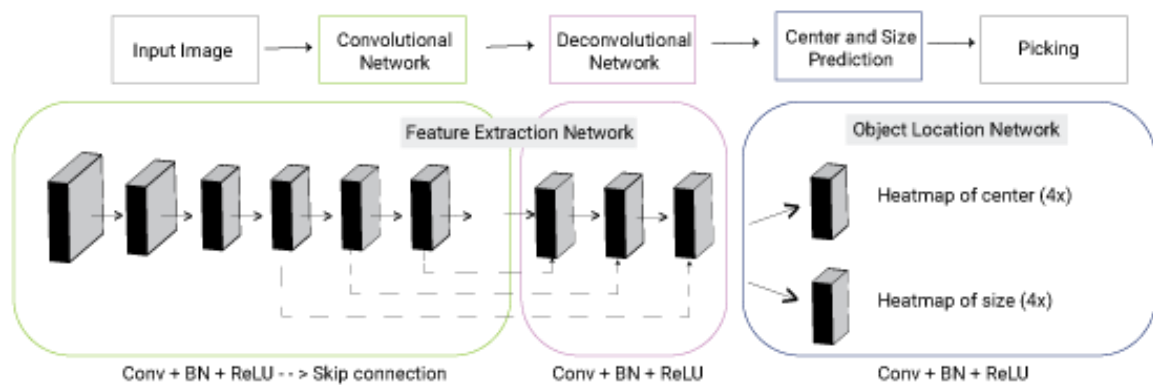 Input Image
Convolutional
Network
Deconvolutional
Network
Center and Size
Prediction
Picking
Feature Extraction Network
Object Location Network
Heatmap of center (4x)
Heatmap of size (4x)
Conv + BN + ReLU - - > Skip connection
Conv + BN + ReLU
Conv + BN + ReLU